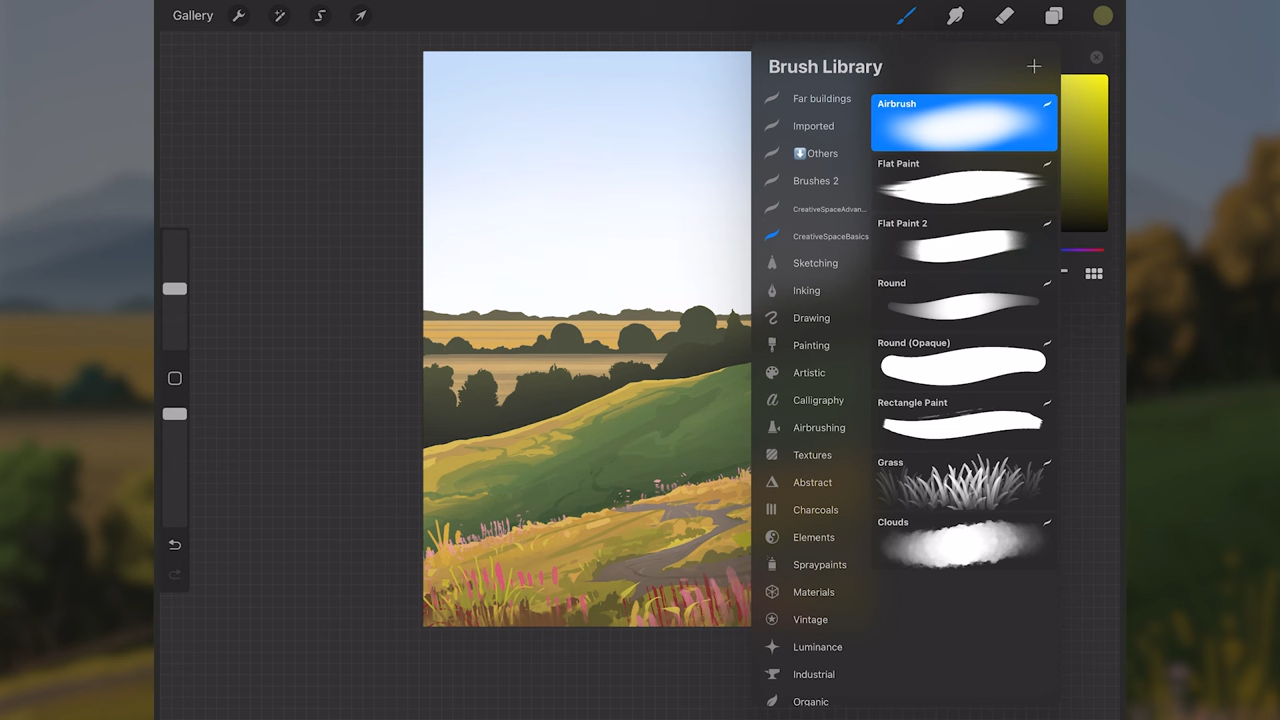 Gallery
Brush Library
Far buildings
Imported
⬇️Others
Brushes 2
CreativeSpaceAdvan...
CreativeSpaceBasics
Sketching
Inking
Drawing
Painting
Artistic
Calligraphy
Airbrushing
Textures
Abstract
Charcoals
Elements
Spraypaints
Materials
Vintage
Luminance
Industrial
Organic
Airbrush
Flat Paint
Flat Paint 2
Round
Round (Opaque)
Rectangle Paint
Grass
Clouds